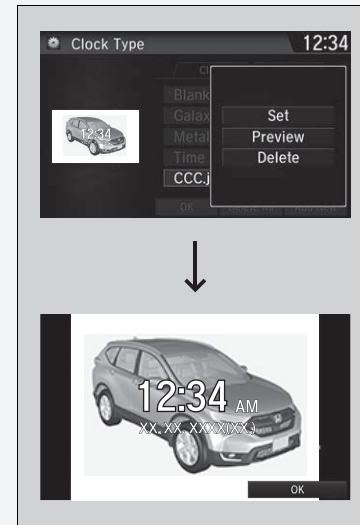 Clock Type
12:34
12:34
Blank
Galax
Metal
Time
CCC.j
Set
Preview
Delete
OK
12:34 AM
XX.XX.XXXX(XX.)
OK